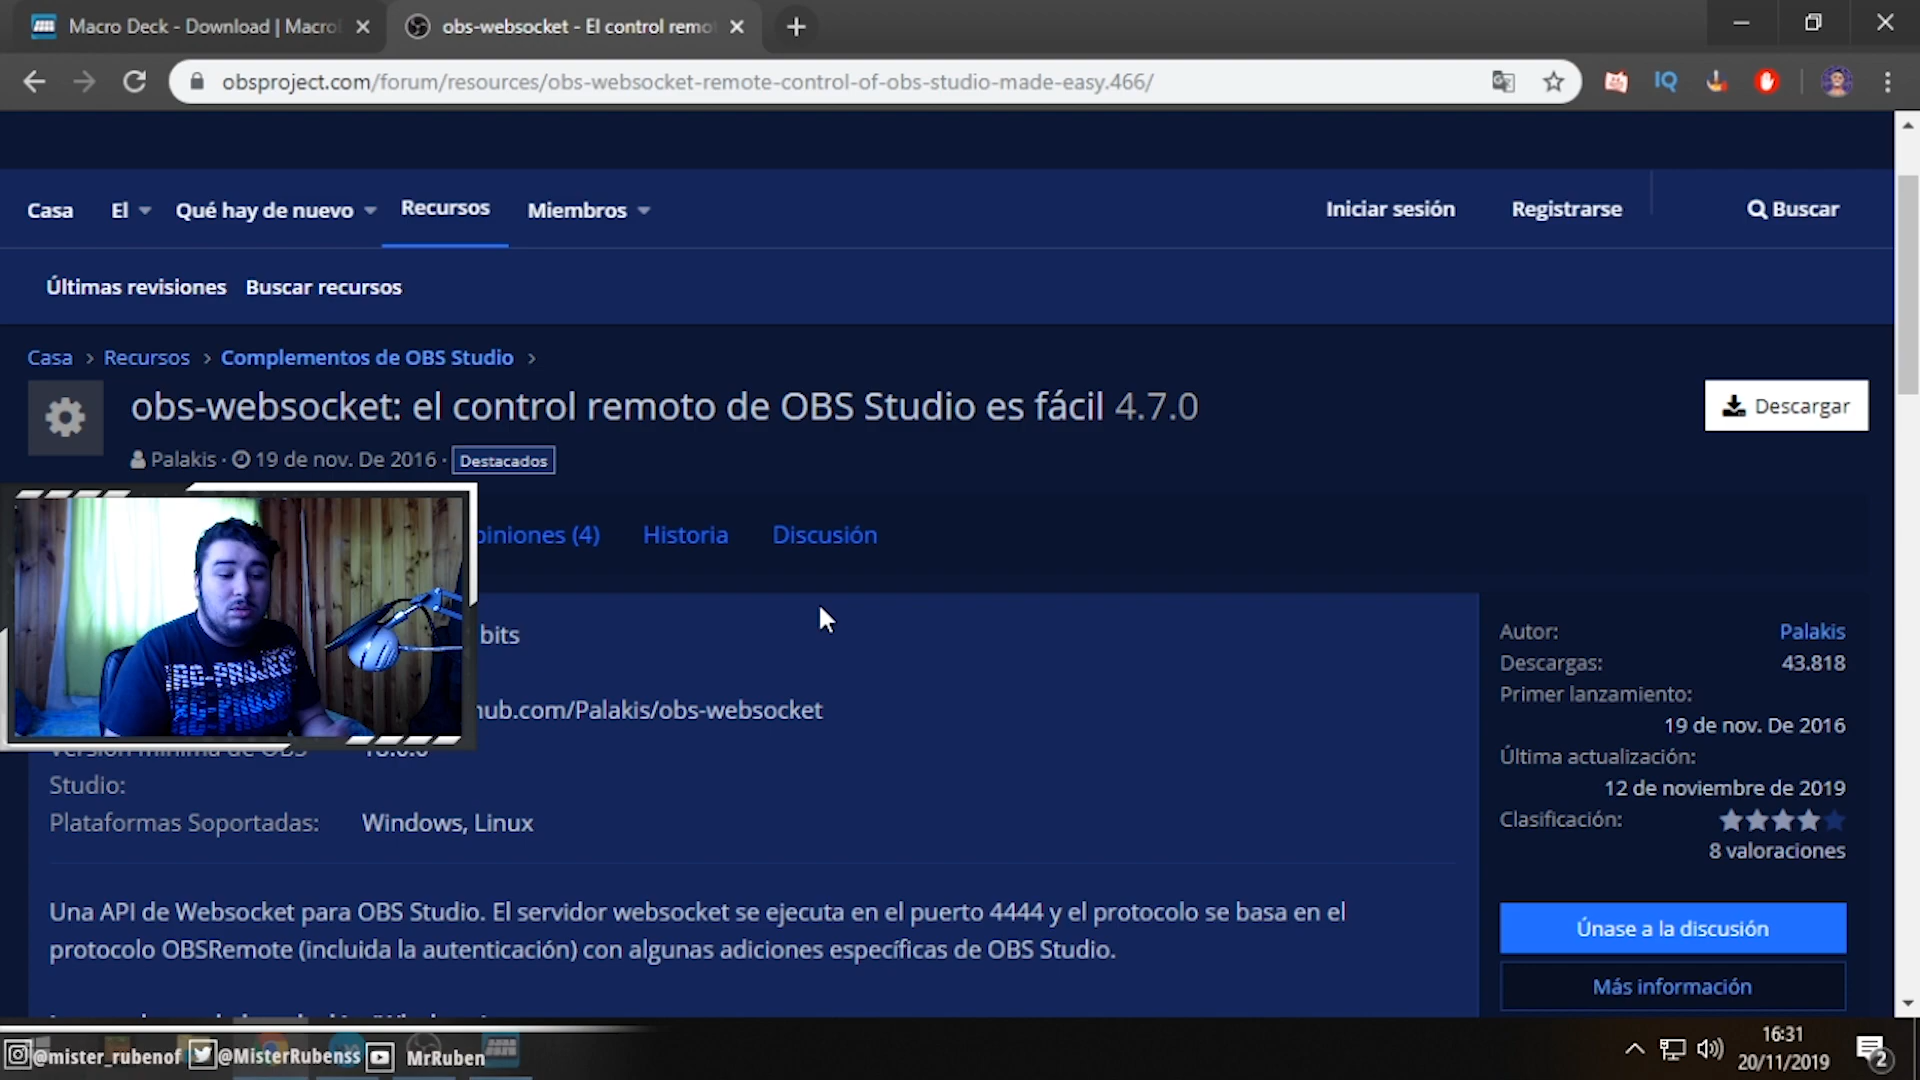 Macro Deck - Download | Macro
obs-websocket - El control remo
obsproject.com/forum/resources/obs-websocket-remote-control-of-obs-studio-made-easy.466/
IQ
Casa
El
Qué hay de nuevo
Recursos
Miembros
Iniciar sesión
Registrarse
Buscar
Últimas revisiones
Buscar recursos
Casa > Recursos > Complementos de OBS Studio >
obs-websocket: el control remoto de OBS Studio es fácil 4.7.0
Descargar
Palakis · 19 de nov. De 2016 · Destacados
piniones (4)
Historia
Discusión
bits
hub.com/Palakis/obs-websocket
Studio:
Plataformas Soportadas: Windows, Linux
Una API de Websocket para OBS Studio. El servidor websocket se ejecuta en el puerto 4444 y el protocolo se basa en el
protocolo OBSRemote (incluida la autenticación) con algunas adiciones específicas de OBS Studio.
Autor: Palakis
Descargas: 43.818
Primer lanzamiento:
19 de nov. De 2016
Última actualización:
12 de noviembre de 2019
Clasificación:
8 valoraciones
Únase a la discusión
Más información
@mister_rubenof
@MisterRubenss
MrRuben
16:31
20/11/2019
2